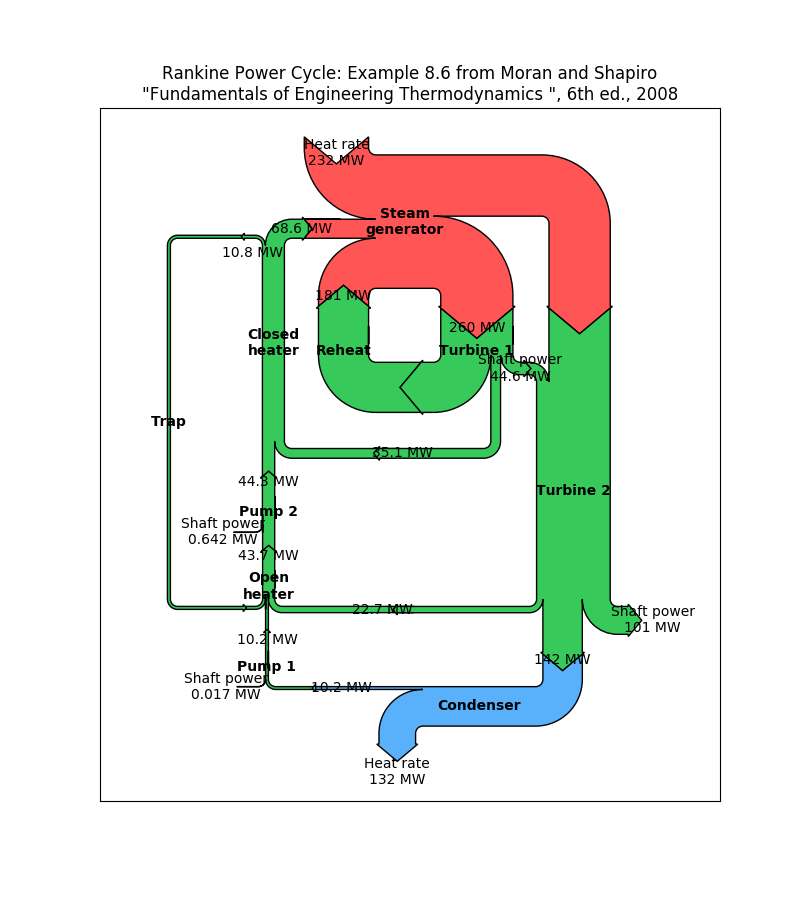 Rankine Power Cycle: Example 8.6 from Moran and Shapiro
"Fundamentals of Engineering Thermodynamics ", 6th ed., 2008
Heat rate
232 MW
Steam
generator
68.6 MW
10.8 MW
181 MW
260 MW
Closed
heater
Reheat
Turbine 1
Shaft power
44.6 MW
Trap
35.1 MW
44.3 MW
Turbine 2
Pump 2
Shaft power
0.642 MW
43.7 MW
Open
heater
22.7 MW
Shaft power
101 MW
10.2 MW
142 MW
Pump 1
Shaft power
0.017 MW
10.2 MW
Condenser
Heat rate
132 MW